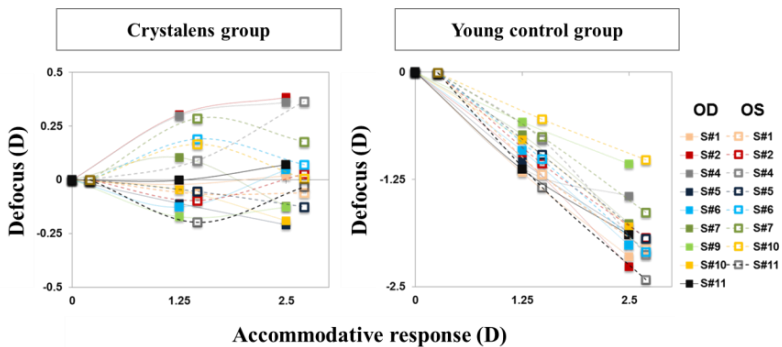 Crystalens group
Young control group
Defocus (D)
0.5
0.25
0
-0.25
-0.5
0
1.25
2.5
Defocus (D)
0
-1.25
-2.5
0
1.25
2.5
OD OS
S#1 S#1
S#2 S#2
S#4 S#4
S#5 S#5
S#6 S#6
S#7 S#7
S#9 S#10
S#10 S#11
S#11
Accommodative response (D)